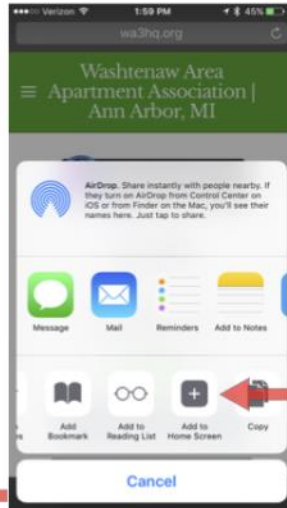 Verizon
1:59 PM
45%
wa3hq.org
Washtenaw Area
Apartment Association |
Ann Arbor, MI
AirDrop. Share instantly with people nearby. If
they turn on AirDrop from Control Center on
iOS or from Finder on the Mac, you'll see their
names here. Just tap to share.
Message
Mail
Reminders
Add to Notes
Add
Bookmark
Add to
Reading List
Add to
Home Screen
Copy
Cancel